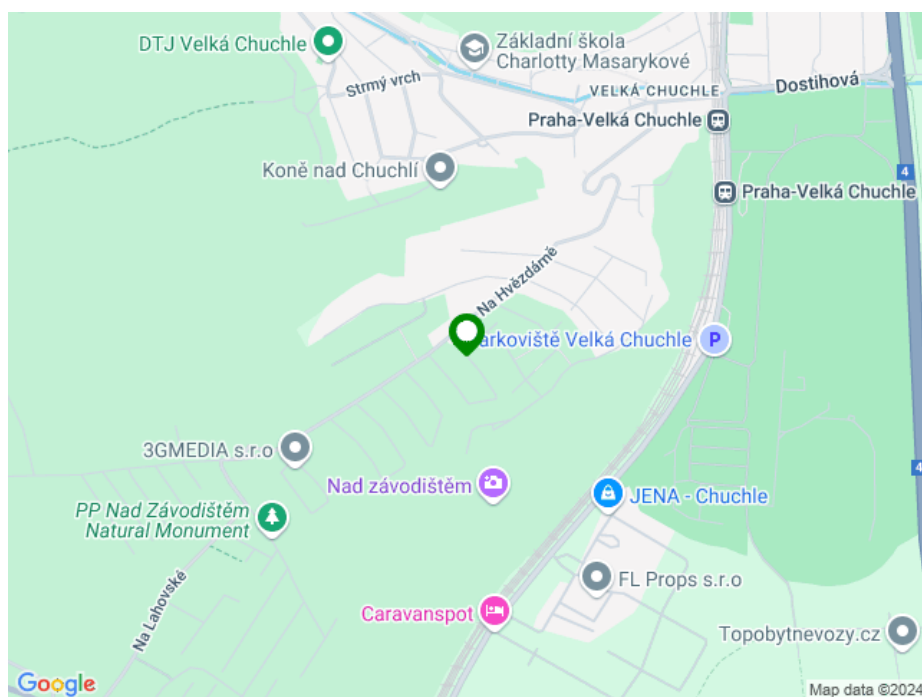 DTJ Velká Chuchle
Základní škola
Charlotty Masarykové
Strmý vrch
VELKÁ CHUCHLE
Dostihová
Praha-Velká Chuchle
Koně nad Chuchlí
4
Praha-Velká Chuchle
Na Hvězdárně
arkoviště Velká Chuchle
P
3GMEDIA s.r.o
4
Nad závodištěm
JENA - Chuchle
PP Nad Závodištěm
Natural Monument
FL Props s.r.o
Na Lahovské
Caravanspot
Topobytnevozy.cz
Google
Map data ©2024